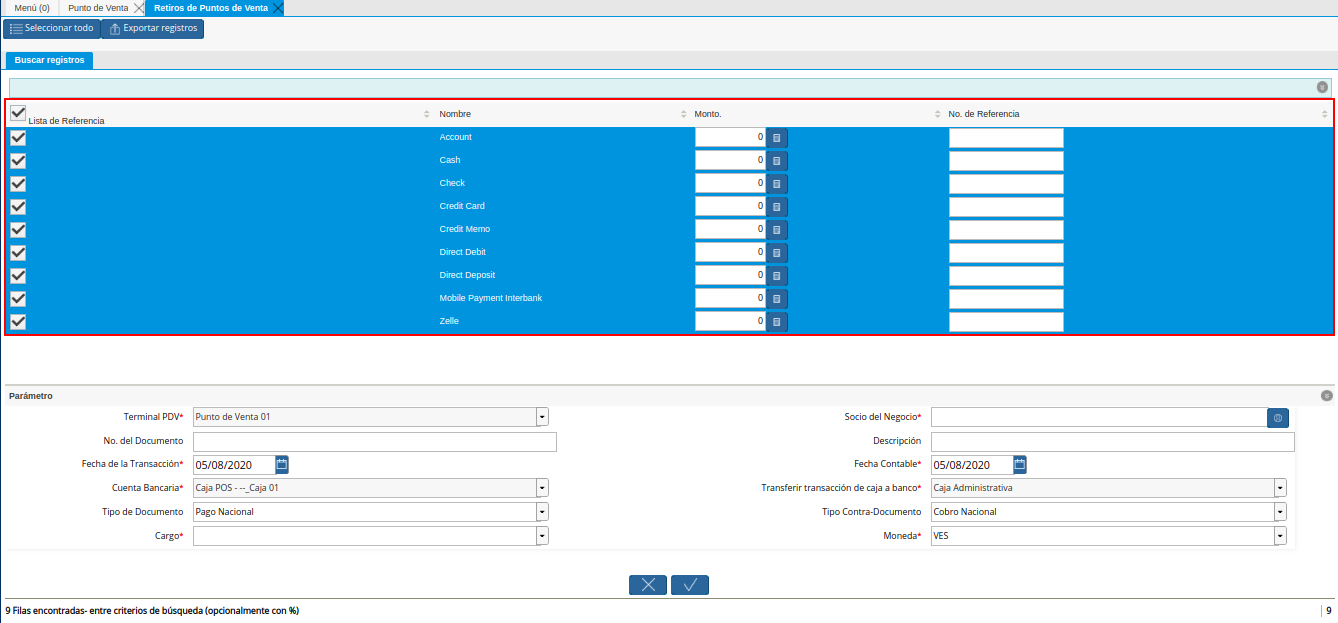 Menú (0) Punto de Venta Retiros de Puntos de Venta
Seleccionar todo Exportar registros
Buscar registros
Lista de Referencia Nombre Monto. No. de Referencia
Account 0
Cash 0
Check 0
Credit Card 0
Credit Memo 0
Direct Debit 0
Direct Deposit 0
Mobile Payment Interbank 0
Zelle 0
Parámetro
Terminal PDV* Punto de Venta 01 Socio del Negocio*
No. del Documento Descripción
Fecha de la Transacción* 05/08/2020 Fecha Contable* 05/08/2020
Cuenta Bancaria* Caja POS - --_Caja 01 Transferir transacción de caja a banco* Caja Administrativa
Tipo de Documento Pago Nacional Tipo Contra-Documento Cobro Nacional
Cargo* Moneda* VES
9 Filas encontradas- entre criterios de búsqueda (opcionalmente con %) 9